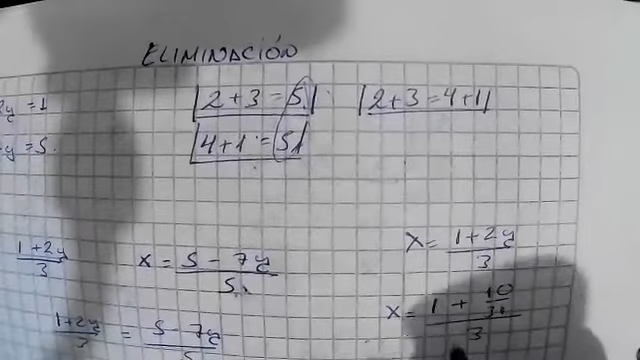 ELIMINACIÓN
y = 1
2 + 3 = 5
2 + 3 = 4 + 1
4 + 1 = 5
y = 5.
1 + 2y / 3
x = 5 - 7y / 5
x = 1 + 2y / 3
x = 1 + 10/31 / 3
1 + 2y / 3 = 5 - 7y / 5